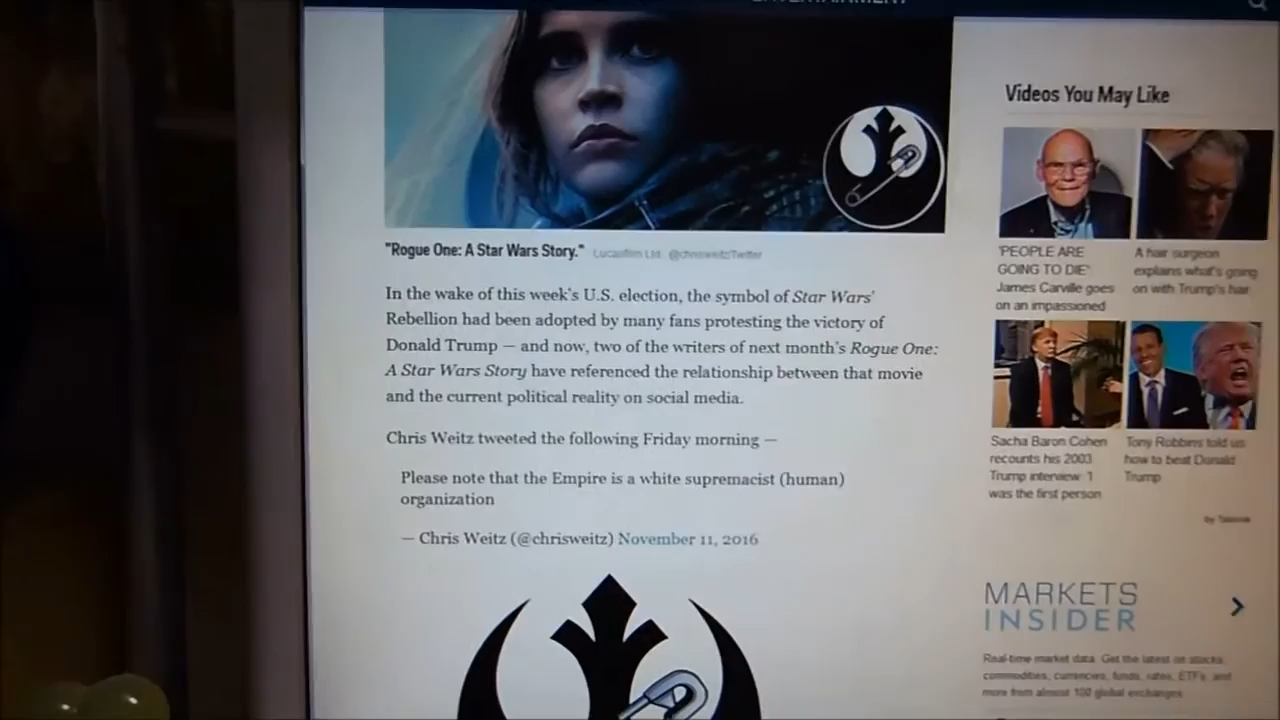 "Rogue One: A Star Wars Story." Lucasfilm Ltd. @chrisweitz/Twitter
In the wake of this week's U.S. election, the symbol of Star Wars'
Rebellion had been adopted by many fans protesting the victory of
Donald Trump — and now, two of the writers of next month's Rogue One:
A Star Wars Story have referenced the relationship between that movie
and the current political reality on social media.
Chris Weitz tweeted the following Friday morning —
Please note that the Empire is a white supremacist (human)
organization
— Chris Weitz (@chrisweitz) November 11, 2016
Videos You May Like
'PEOPLE ARE
GOING TO DIE'
James Carville goes
on an impassioned
A hair surgeon
explains what's going
on with Trump's hair
Sacha Baron Cohen
recounts his 2003
Trump interview: 'I
was the first person
Tony Robbins told us
how to beat Donald
Trump
by Taboola
MARKETS
INSIDER
Real-time market data. Get the latest on stocks,
commodities, currencies, funds, rates, ETFs, and
more from almost 100 global exchanges.